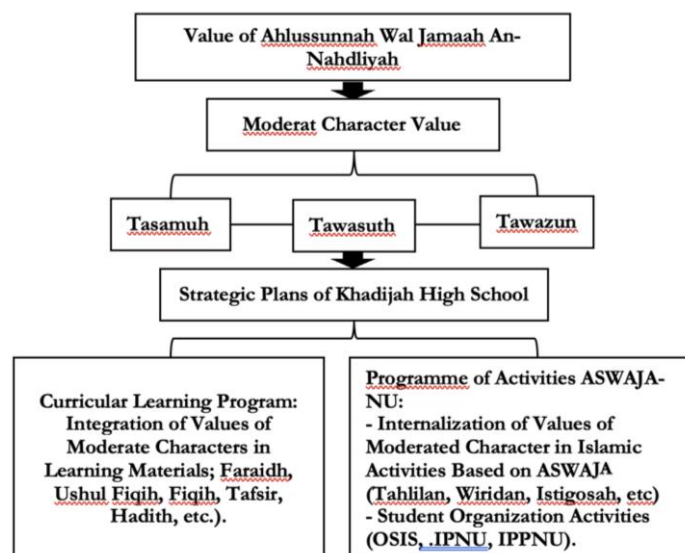 Value of Ahlussunnah Wal Jamaah An-
Nahdliyah
Moderat Character Value
Tasamuh
Tawasuth
Tawazun
Strategic Plans of Khadijah High School
Curricular Learning Program:
Integration of Values of
Moderate Characters in
Learning Materials; Faraidh,
Ushul Fiqih, Fiqih, Tafsir,
Hadith, etc.).
Programme of Activities ASWAJA-
NU:
- Internalization of Values of
Moderated Character in Islamic
Activities Based on ASWAJA
(Tahlilan, Wiridan, Istigosah, etc)
- Student Organization Activities
(OSIS, .IPNU, IPPNU).